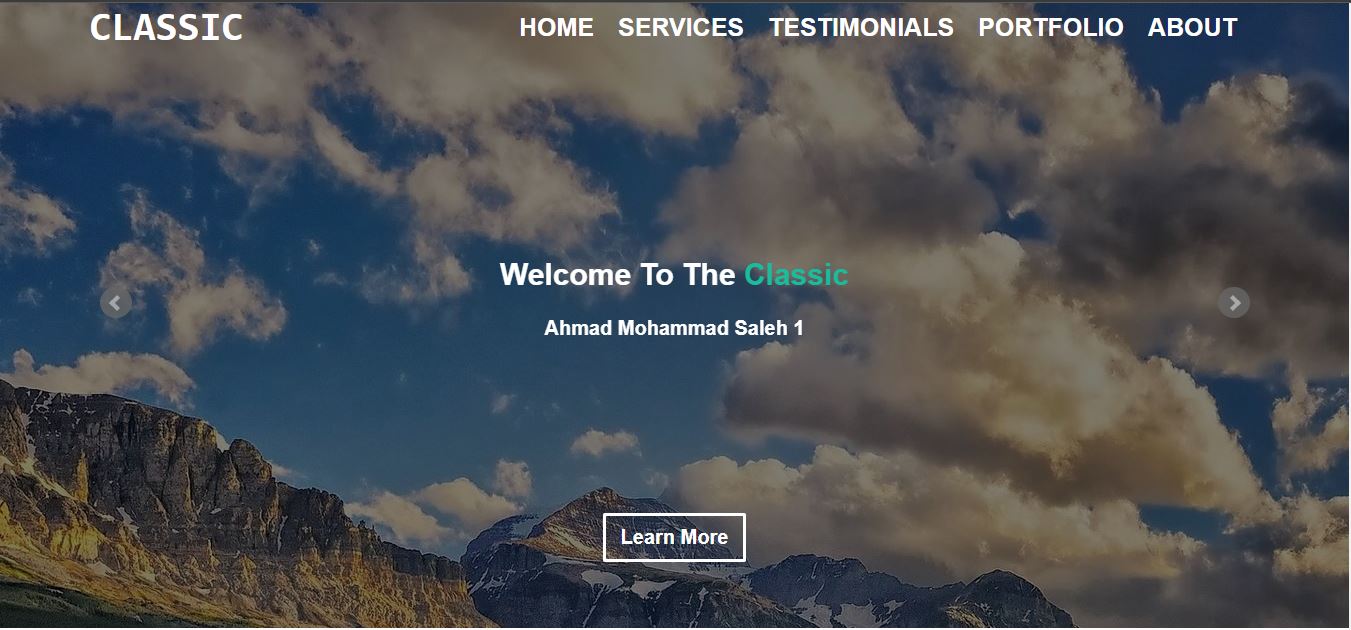 CLASSIC
HOME SERVICES TESTIMONIALS PORTFOLIO ABOUT
Welcome To The Classic
Ahmad Mohammad Saleh 1
Learn More